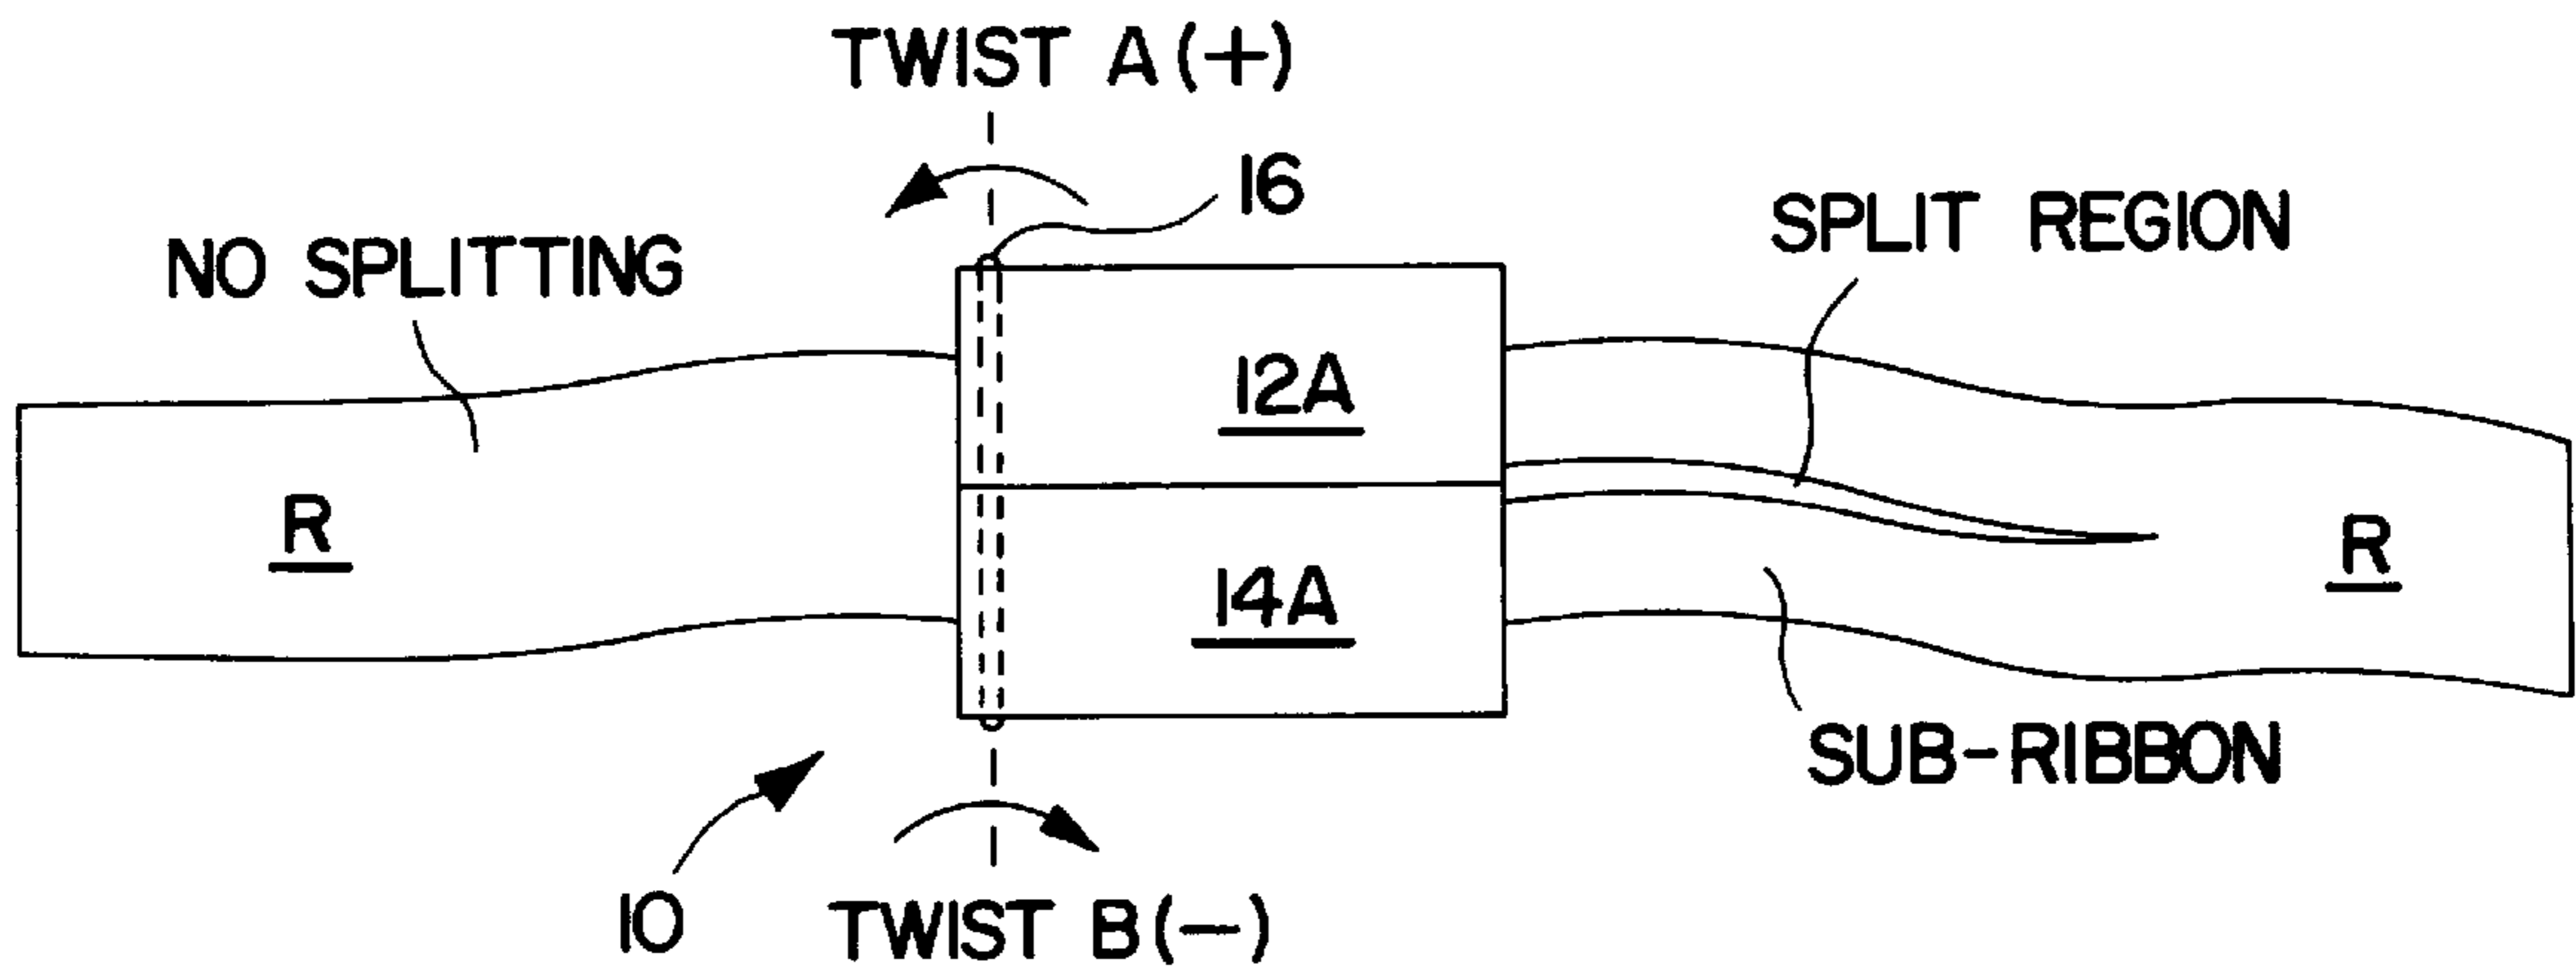 TWIST A (+)
16
NO SPLITTING
SPLIT REGION
12A
R
R
14A
SUB-RIBBON
10
TWIST B (—)